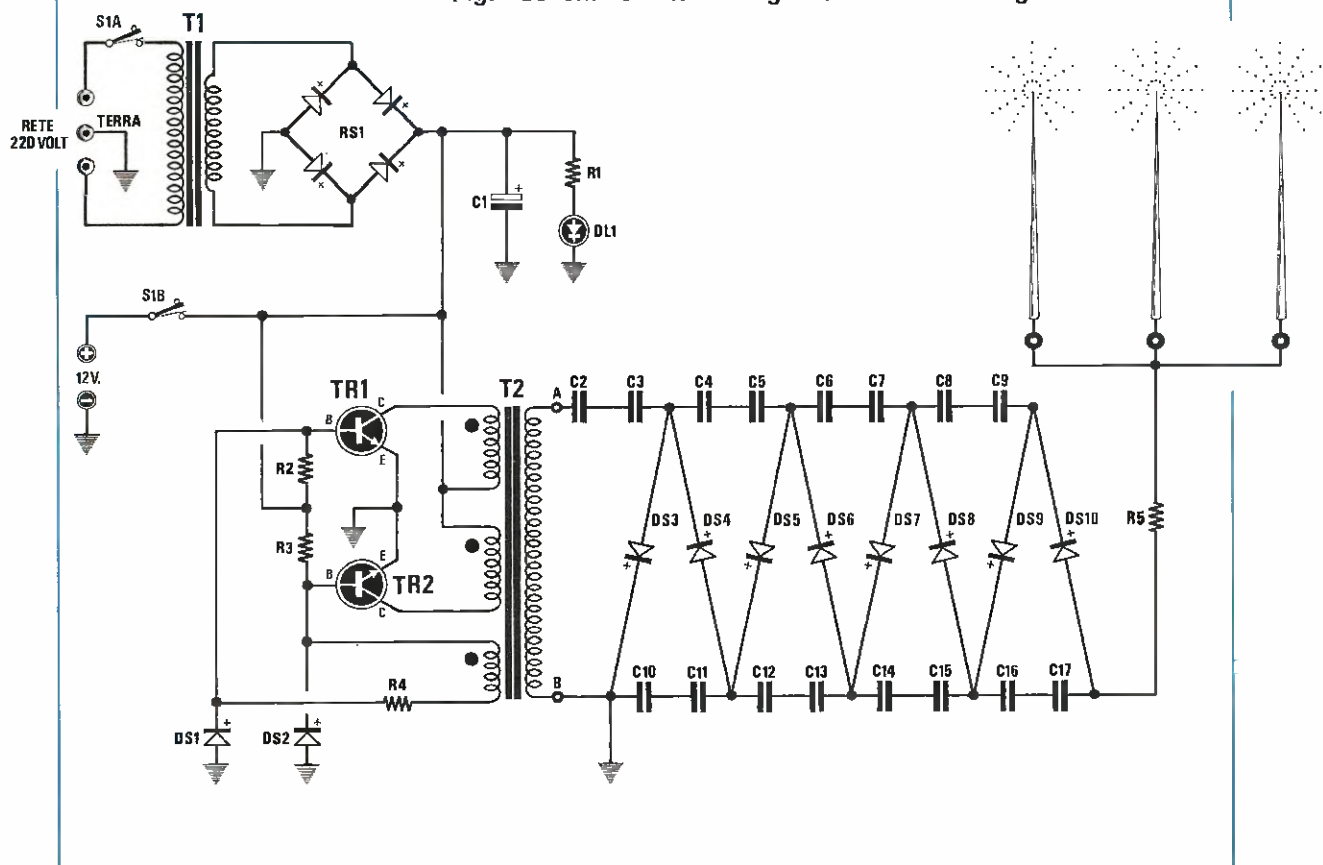 S1A
T1
RETE
220 VOLT
TERRA
RS1
C1
+
R1
DL1
S1B
+
12V.
-
TR1
B
C
E
R2
R3
E
B
C
TR2
T2
R4
DS1
+
DS2
+
A
C2
C3
C4
C5
C6
C7
C8
C9
DS3
+
DS4
+
DS5
+
DS6
+
DS7
+
DS8
+
DS9
+
DS10
+
R5
B
C10
C11
C12
C13
C14
C15
C16
C17